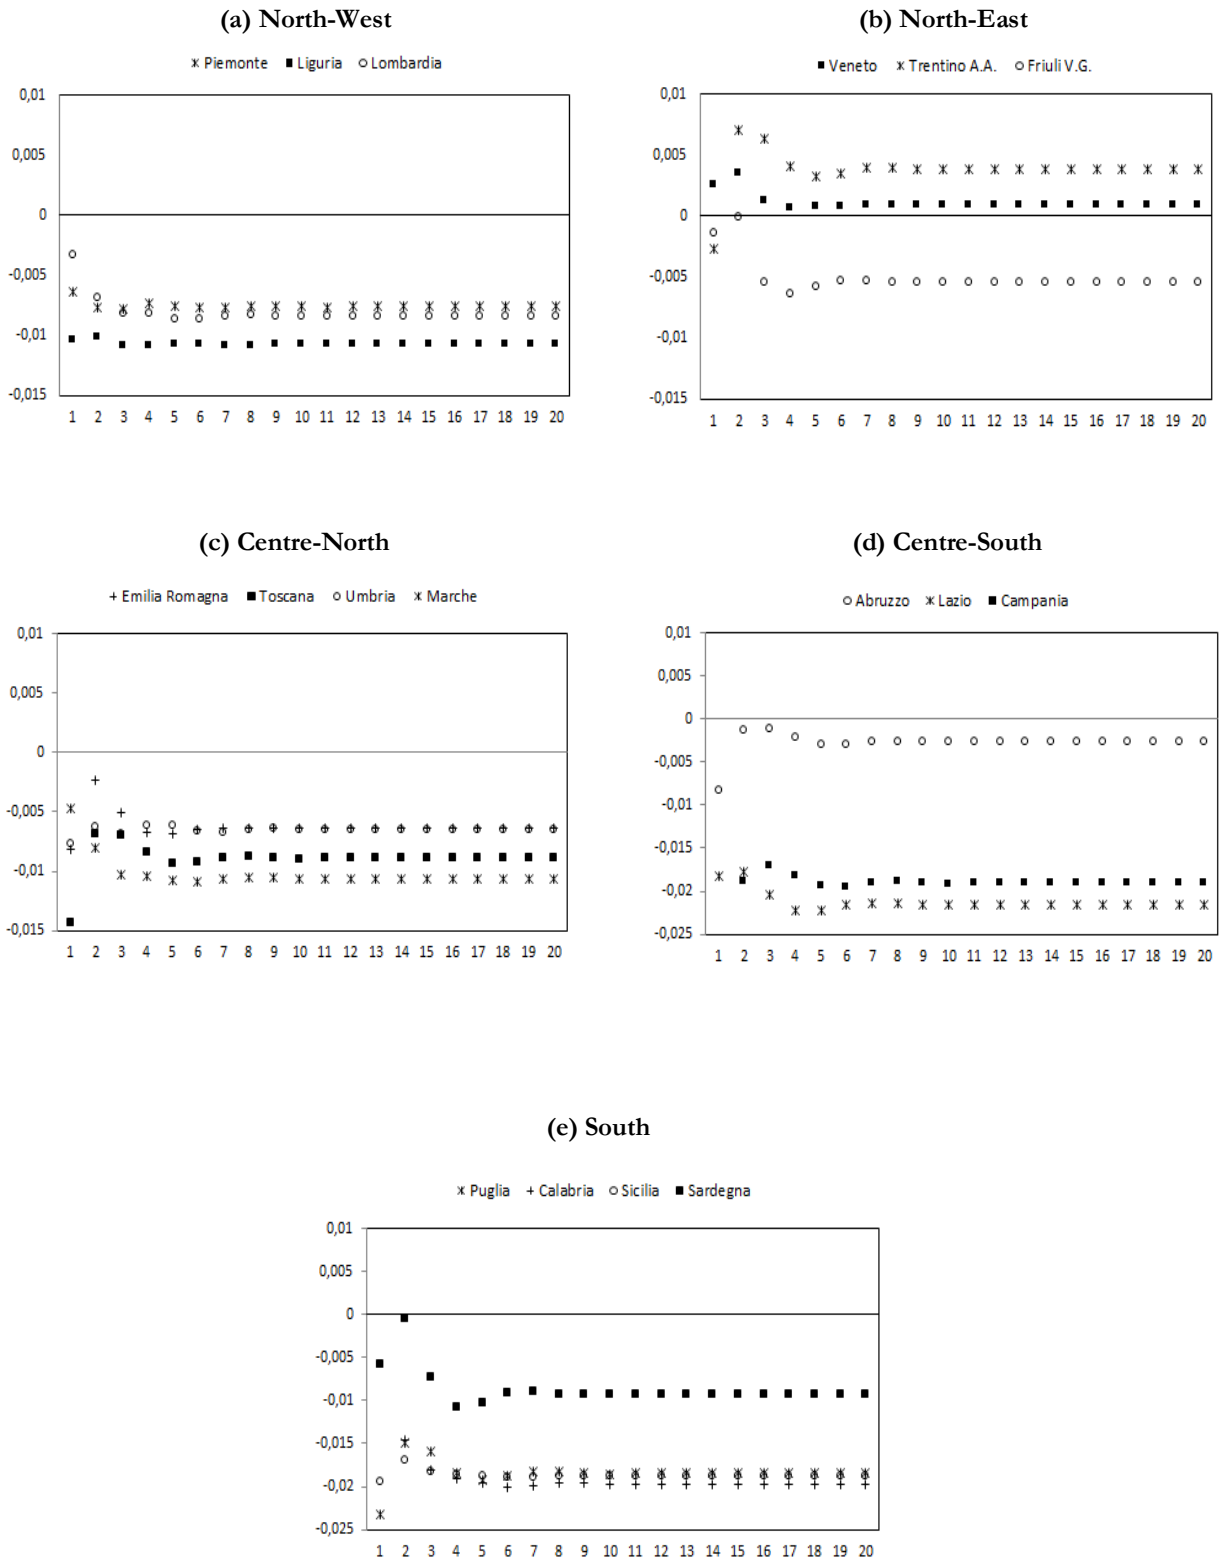 (a) North-West
Piemonte Liguria Lombardia
0,01
0,005
0
-0,005
-0,01
-0,015
1 2 3 4 5 6 7 8 9 10 11 12 13 14 15 16 17 18 19 20
(b) North-East
Veneto Trentino A.A. Friuli V.G.
0,01
0,005
0
-0,005
-0,01
-0,015
1 2 3 4 5 6 7 8 9 10 11 12 13 14 15 16 17 18 19 20
(c) Centre-North
Emilia Romagna Toscana Umbria Marche
0,01
0,005
0
-0,005
-0,01
-0,015
1 2 3 4 5 6 7 8 9 10 11 12 13 14 15 16 17 18 19 20
(d) Centre-South
Abruzzo Lazio Campania
0,01
0,005
0
-0,005
-0,01
-0,015
-0,02
-0,025
1 2 3 4 5 6 7 8 9 10 11 12 13 14 15 16 17 18 19 20
(e) South
Puglia Calabria Sicilia Sardegna
0,01
0,005
0
-0,005
-0,01
-0,015
-0,02
-0,025
1 2 3 4 5 6 7 8 9 10 11 12 13 14 15 16 17 18 19 20